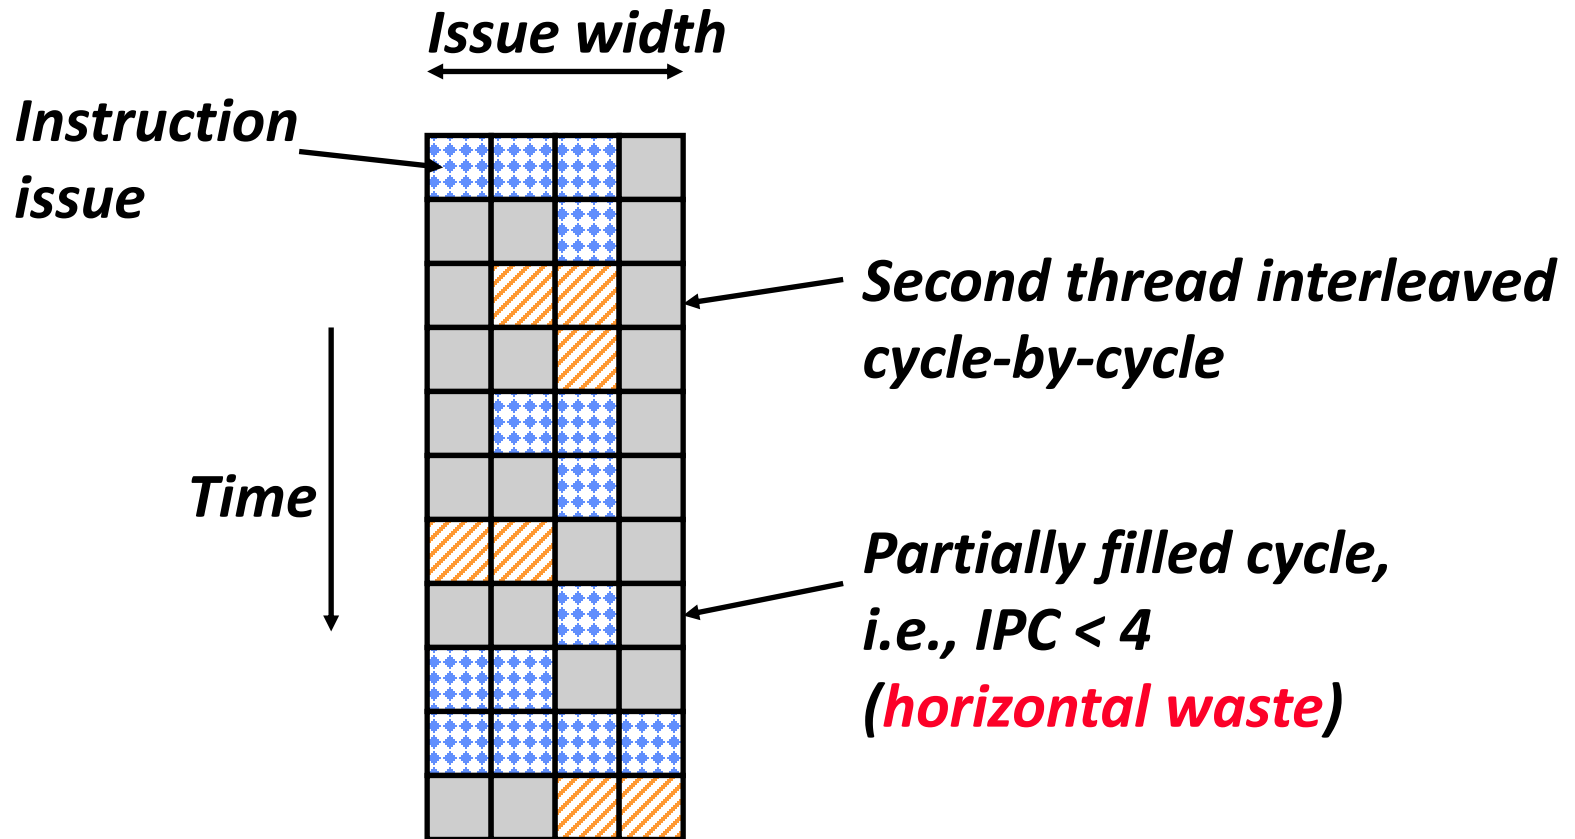 Issue width
Instruction
issue
Second thread interleaved
cycle-by-cycle
Time
Partially filled cycle,
i.e., IPC < 4
(horizontal waste)